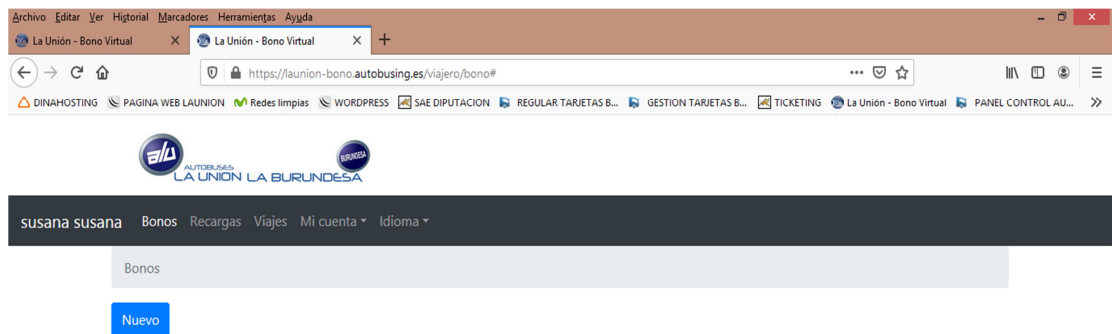 Archivo Editar Ver Historial Marcadores Herramientas Ayuda
La Unión - Bono Virtual La Unión - Bono Virtual
https://launion-bono.autobusing.es/viajero/bono#
DINAHOSTING PAGINA WEB LAUNION Redes limpias WORDPRESS SAE DIPUTACION REGULAR TARJETAS B... GESTION TARJETAS B... TICKETING La Unión - Bono Virtual PANEL CONTROL AU...
alu BURUNDESA
AUTOBUSES
LA UNION LA BURUNDESA
susana susana Bonos Recargas Viajes Mi cuenta Idioma
Bonos
Nuevo